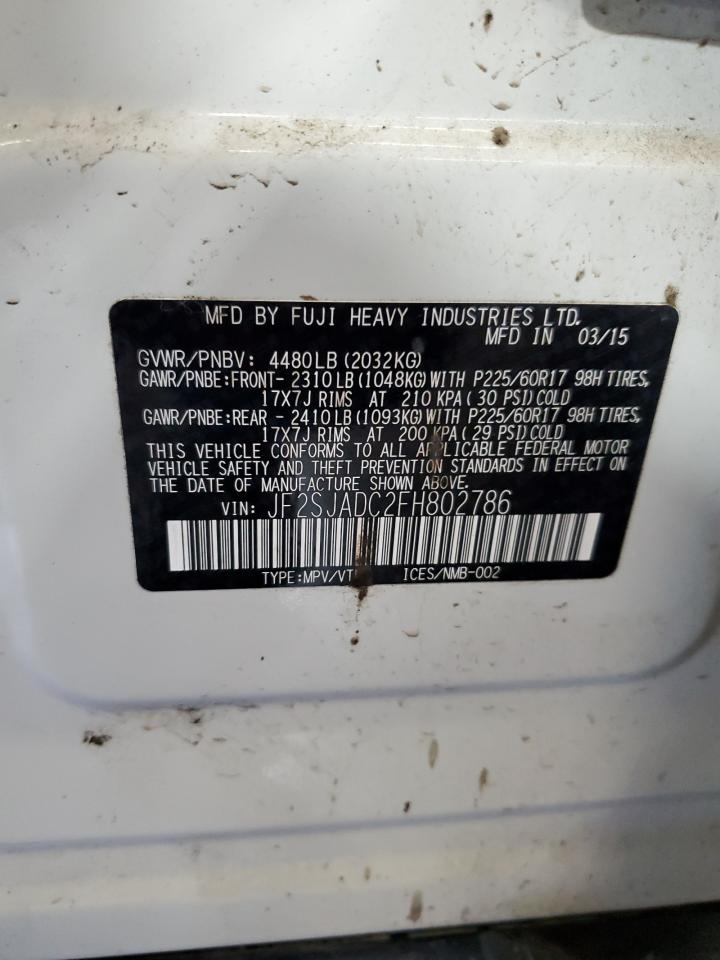 MFD BY FUJI HEAVY INDUSTRIES LTD.
MFD IN 03/15
GVWR/PNBV: 4480LB (2032KG)
GAWR/PNBE:FRONT- 2310LB (1048KG)WITH P225/60R17 98H TIRES,
17X7J RIMS AT 210 KPA ( 30 PSI)COLD
GAWR/PNBE:REAR - 2410LB (1093KG)WITH P225/60R17 98H TIRES,
17X7J RIMS AT 200 KPA ( 29 PSI)COLD
THIS VEHICLE CONFORMS TO ALL APPLICABLE FEDERAL MOTOR
VEHICLE SAFETY AND THEFT PREVENTION STANDARDS IN EFFECT ON
THE DATE OF MANUFACTURE SHOWN ABOVE.
VIN: JF2SJADC2FH802786
TYPE:MPV/VT ICES/NMB-002